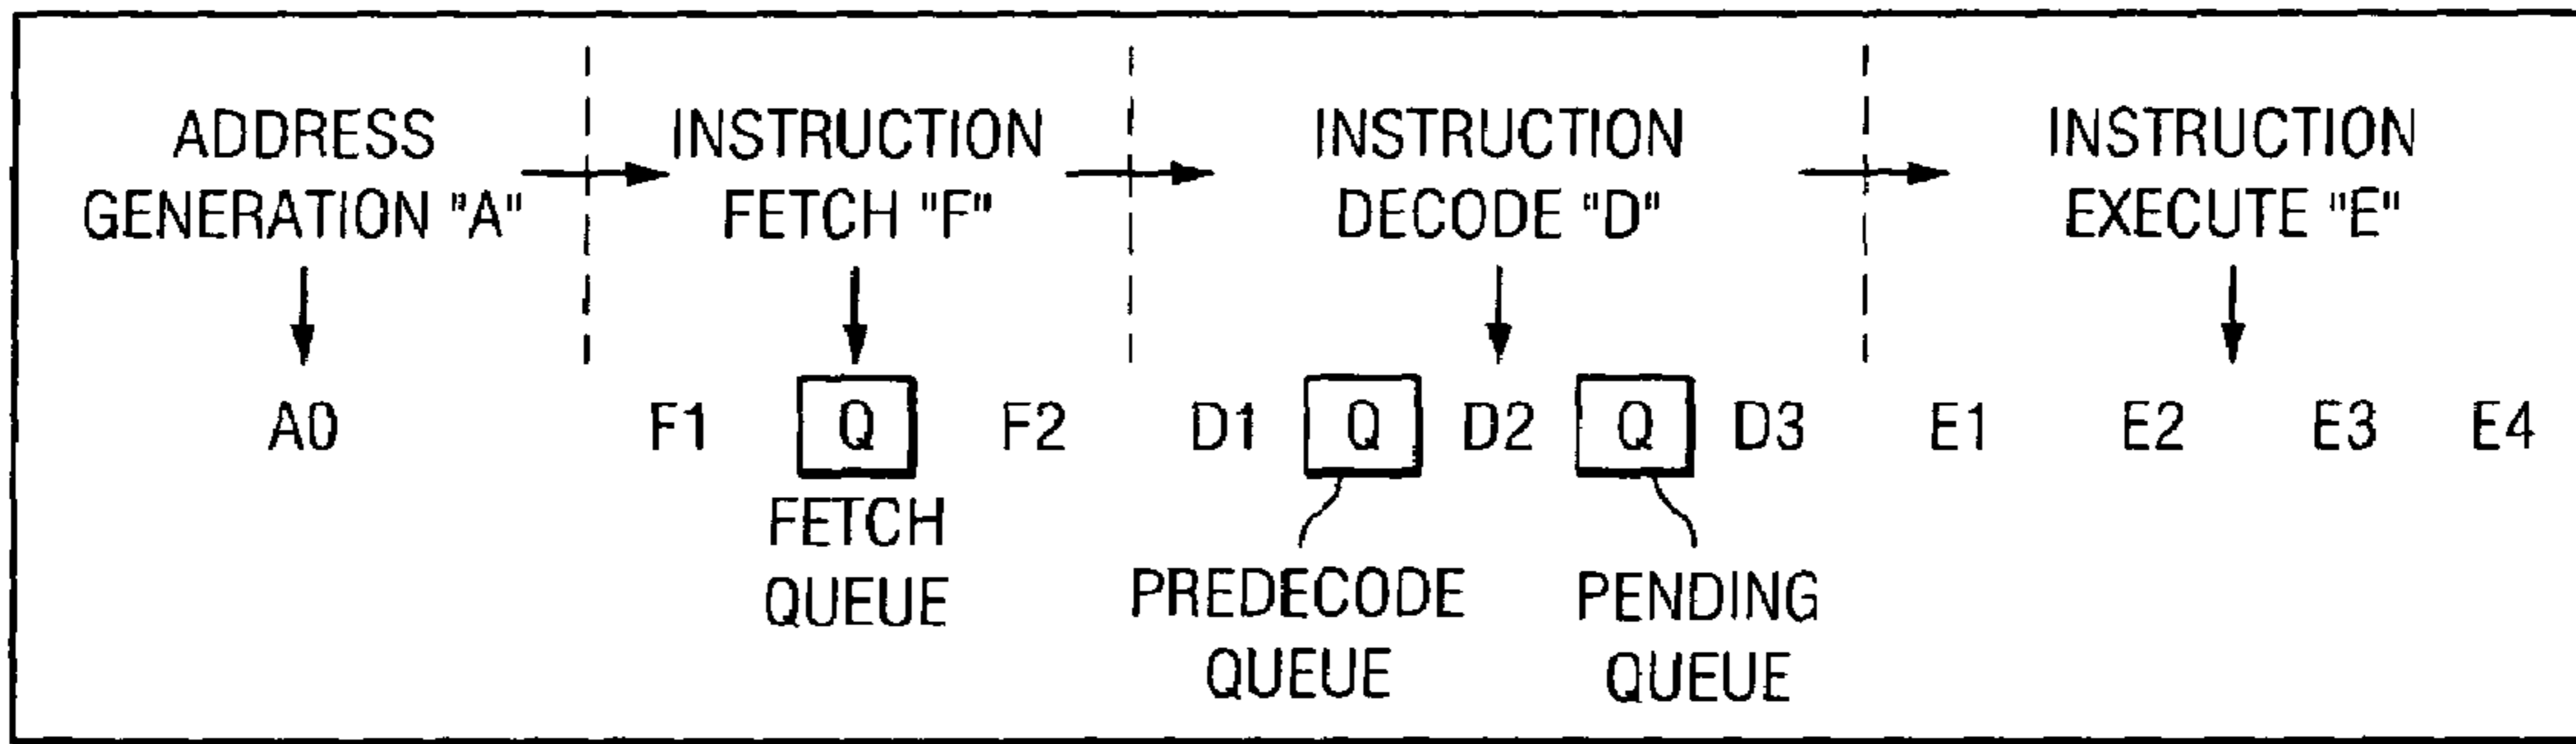 ADDRESS
GENERATION "A"
INSTRUCTION
FETCH "F"
INSTRUCTION
DECODE "D"
INSTRUCTION
EXECUTE "E"
A0 F1 Q F2 D1 Q D2 Q D3 E1 E2 E3 E4
FETCH
QUEUE
PREDECODE
QUEUE
PENDING
QUEUE